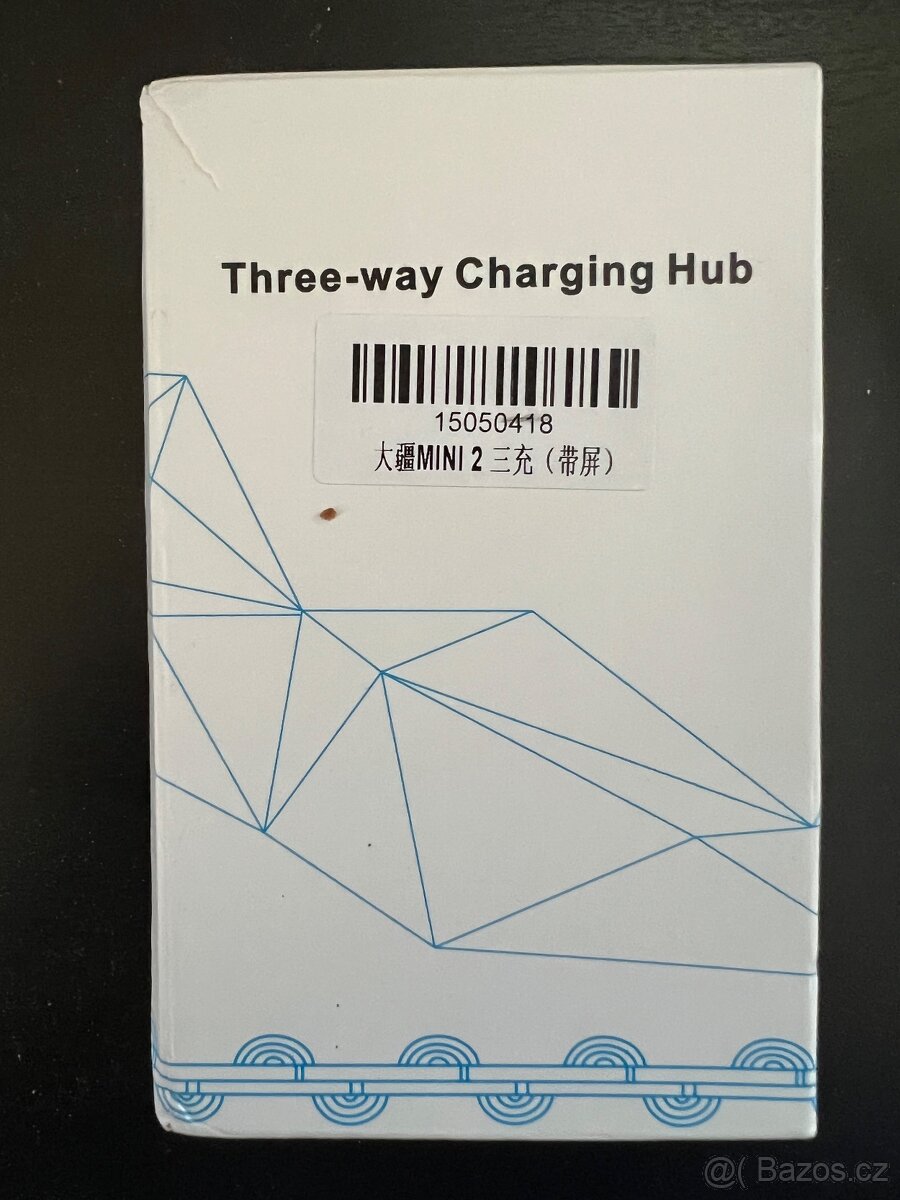 Three-way Charging Hub
15050418
大疆MINI 2 三充（带屏）
@( Bazos.cz